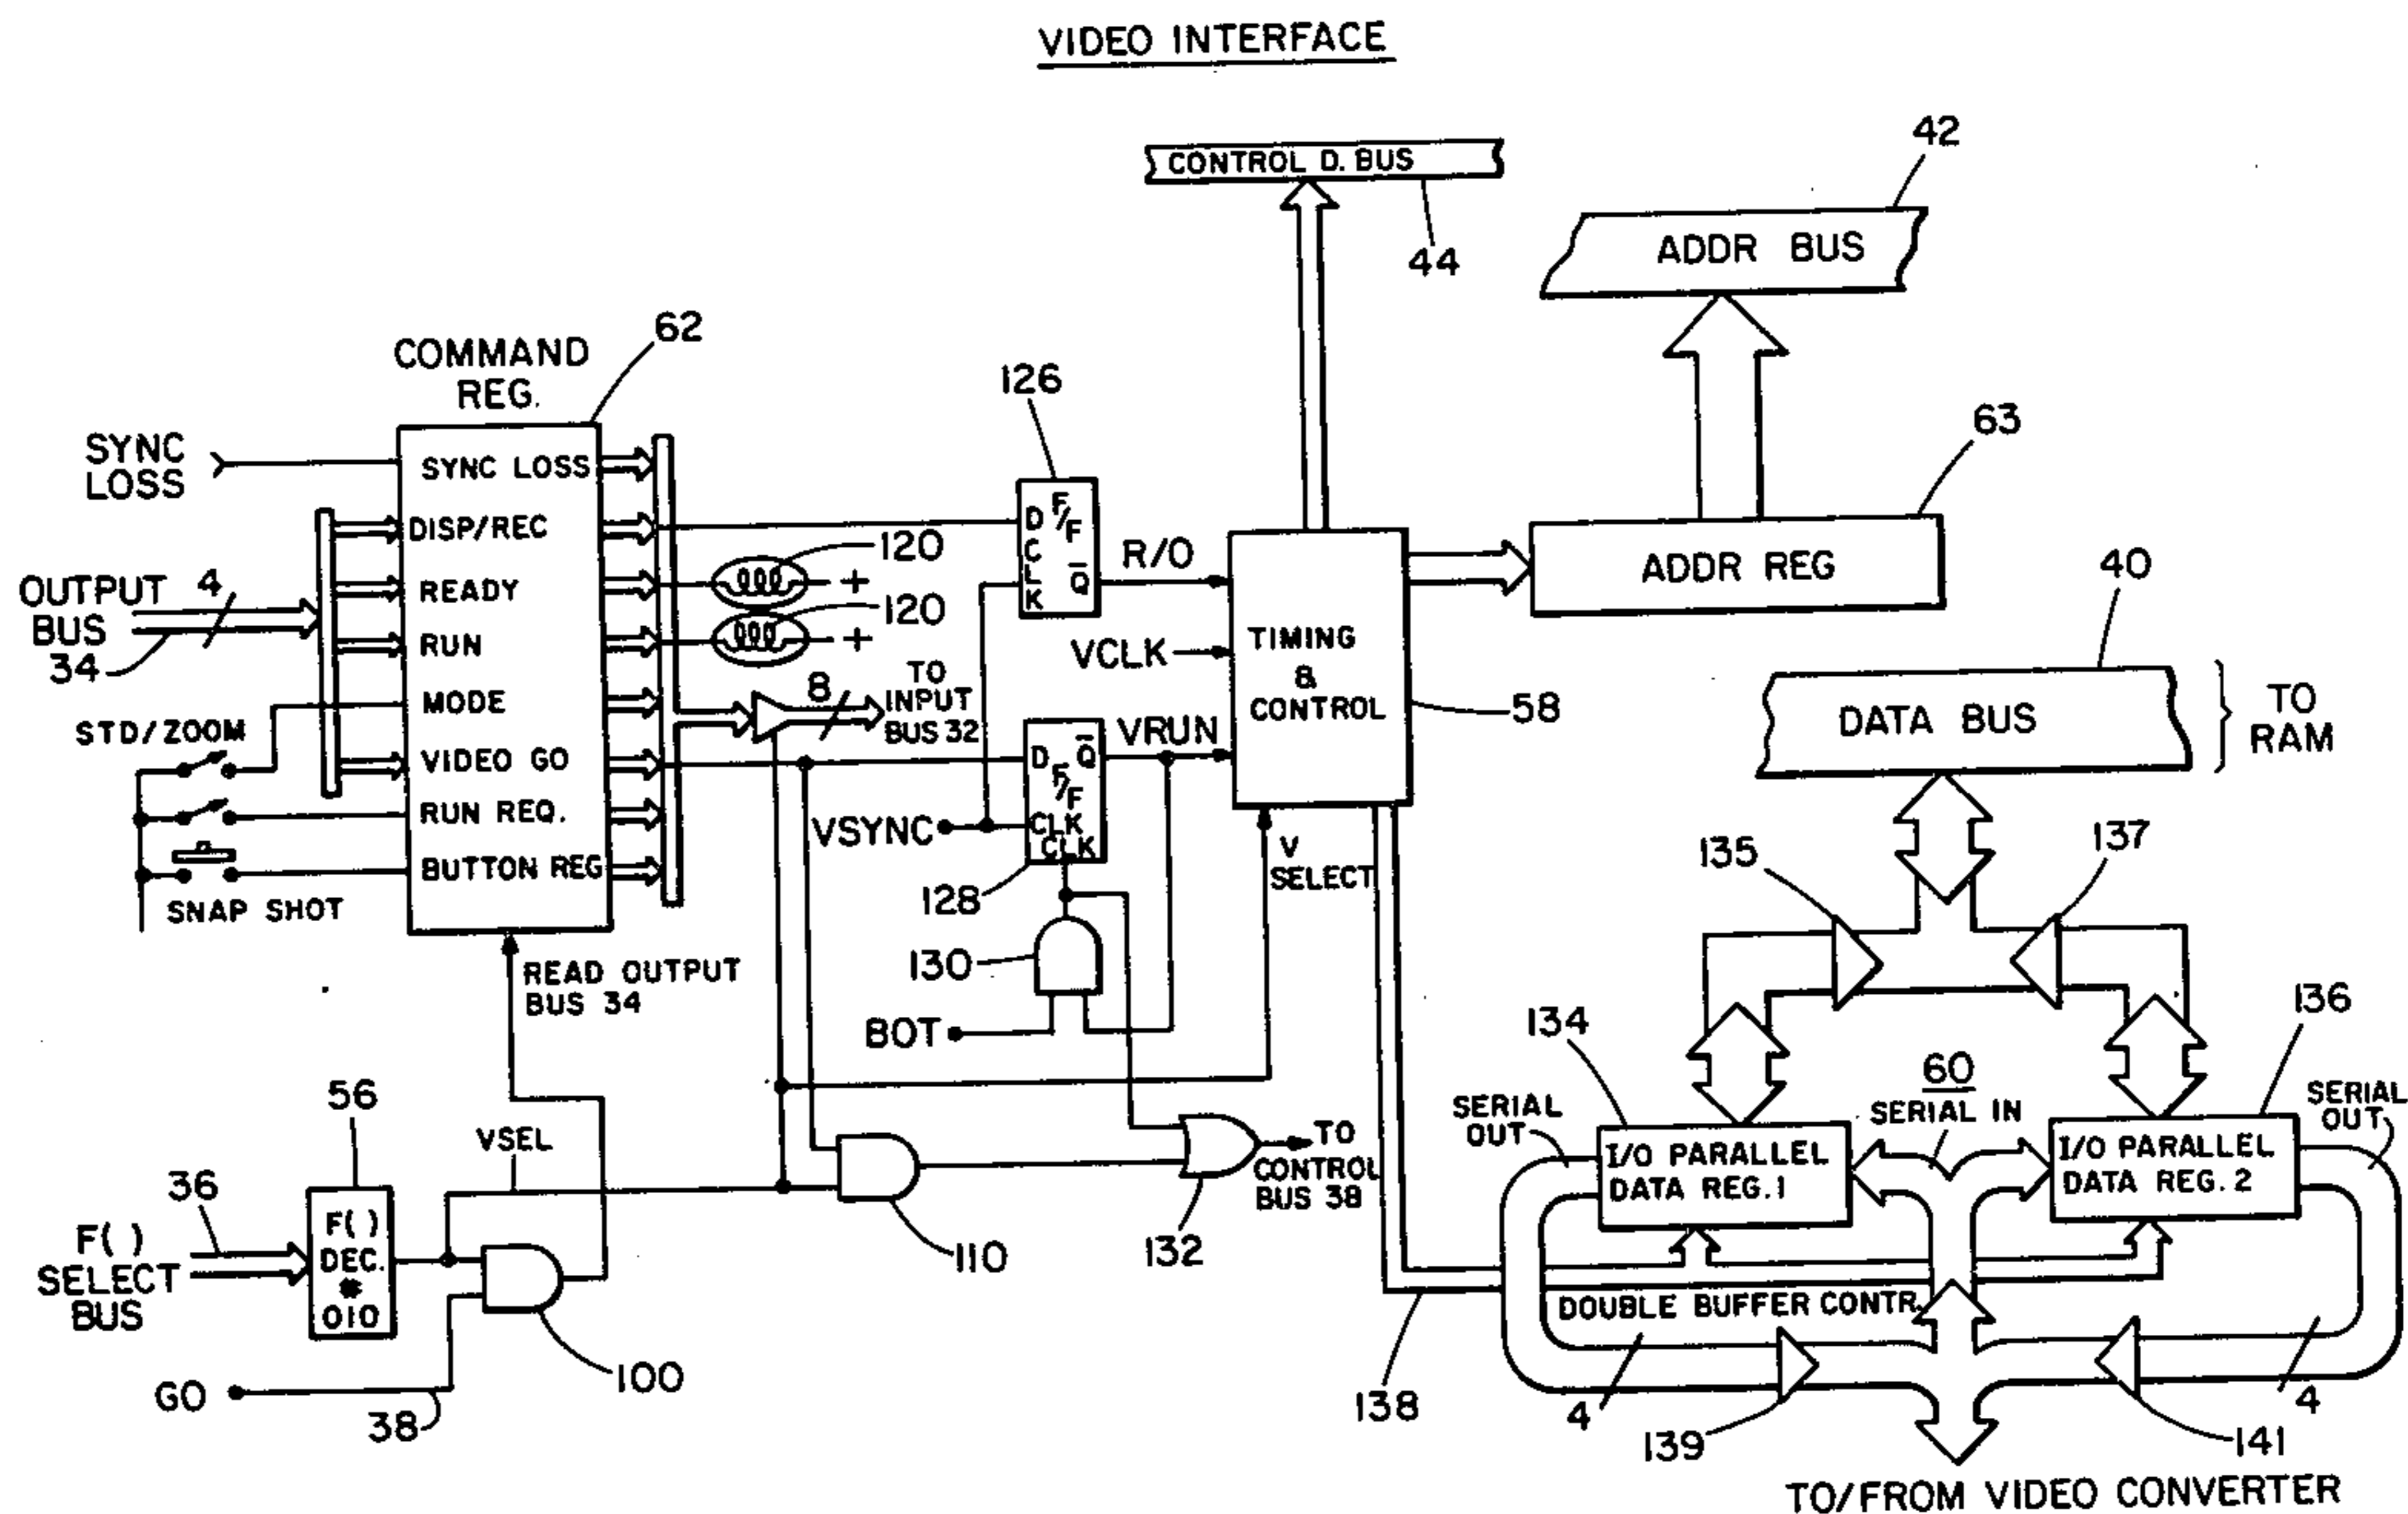 VIDEO INTERFACE
CONTROL D. BUS
44
42
ADDR BUS
63
ADDR REG
40
DATA BUS
TO
RAM
COMMAND
REG.
62
SYNC
LOSS
SYNC LOSS
DISP/REC
READY
RUN
MODE
VIDEO GO
RUN REQ.
BUTTON REG
OUTPUT
BUS
34
4
STD/ZOOM
SNAP SHOT
120
+
120
+
8
TO
INPUT
BUS 32
126
D F/F
CLK
Q̅
R/O
VCLK
VRUN
D Q̅
F/F
CLK
CLK
VSYNC
128
130
BOT
TIMING
&
CONTROL
58
V
SELECT
READ OUTPUT
BUS 34
56
VSEL
36
F( )
SELECT
BUS
F( )
DEC.
*
010
GO
38
100
110
132
TO
CONTROL
BUS 38
135
137
134
136
60
SERIAL
OUT
SERIAL IN
SERIAL
OUT
I/O PARALLEL
DATA REG. 1
I/O PARALLEL
DATA REG. 2
DOUBLE BUFFER CONTR.
138
4
139
141
4
TO/FROM VIDEO CONVERTER